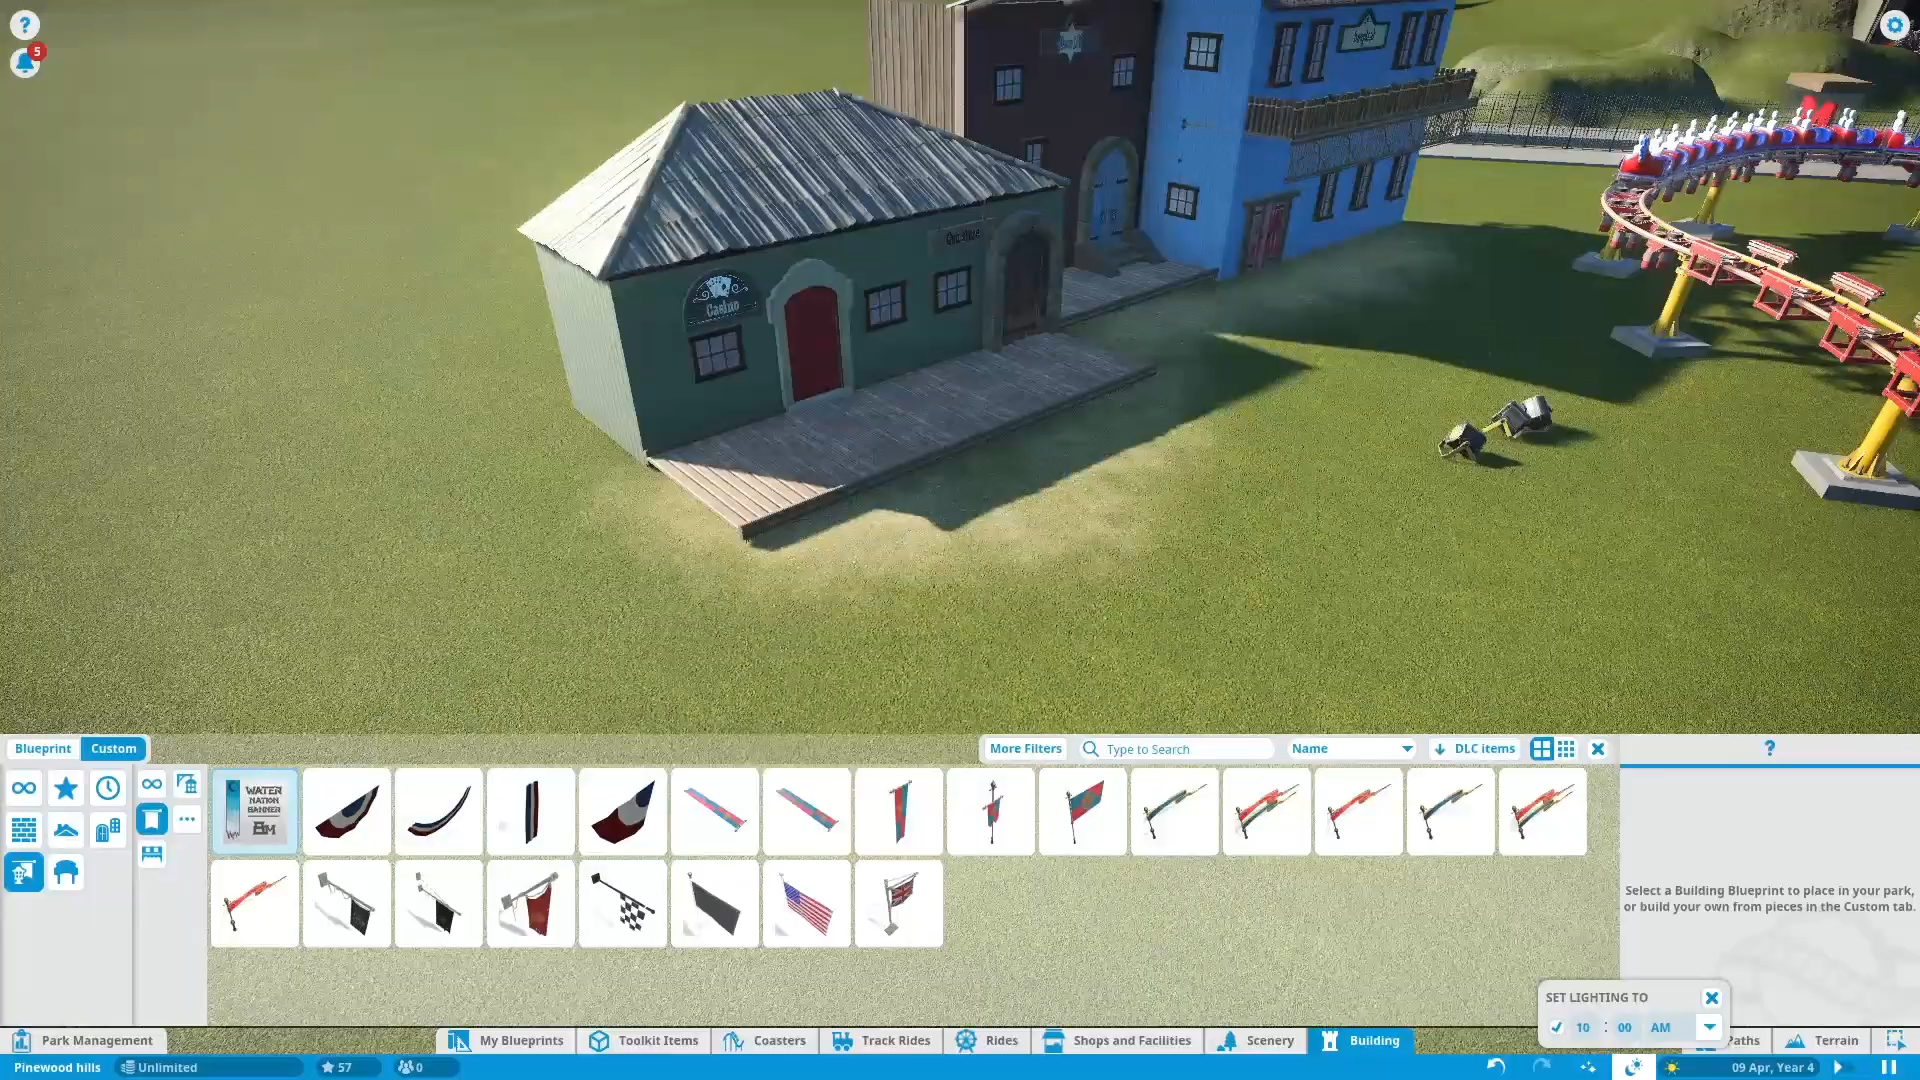 ?
5
Casino
Hospital
Blueprint
Custom
More Filters
Type to Search
Name
DLC items
?
WATER
NATION
BANNER
8M
Select a Building Blueprint to place in your park,
or build your own from pieces in the Custom tab.
SET LIGHTING TO
10 : 00 AM
Park Management
My Blueprints
Toolkit Items
Coasters
Track Rides
Rides
Shops and Facilities
Scenery
Building
Paths
Terrain
Pinewood hills
Unlimited
57
0
09 Apr, Year 4